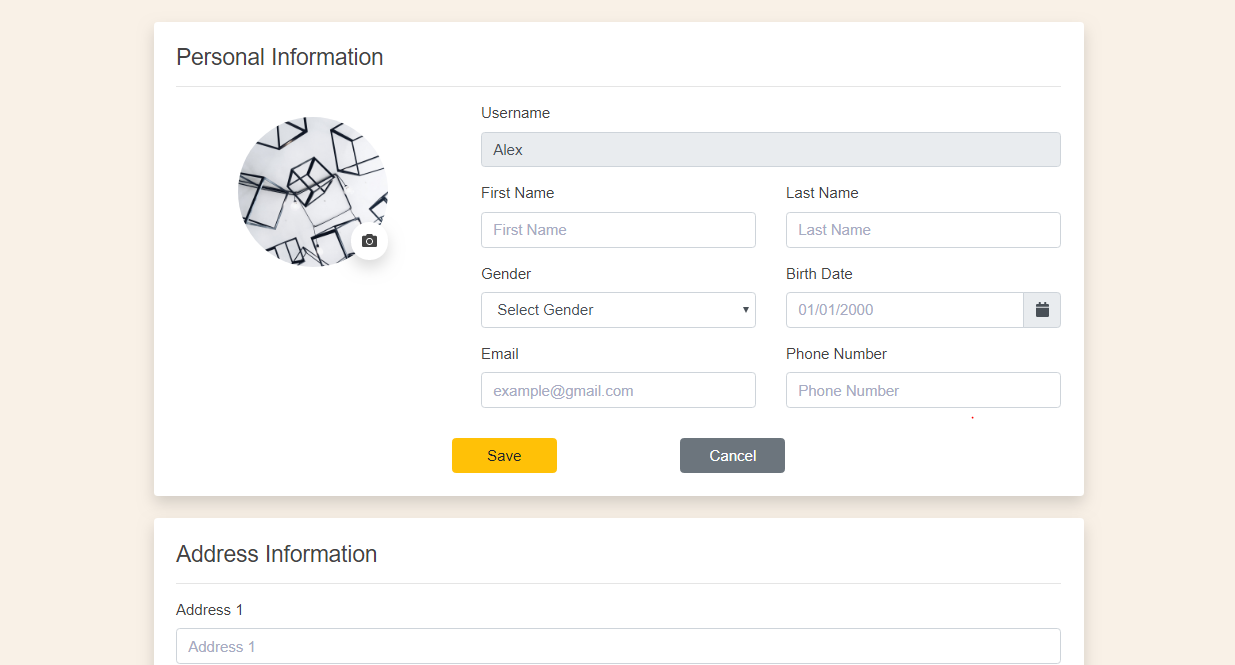 Personal Information
Username
Alex
First Name Last Name
First Name Last Name
Gender Birth Date
Select Gender 01/01/2000
Email Phone Number
example@gmail.com Phone Number
Save Cancel
Address Information
Address 1
Address 1